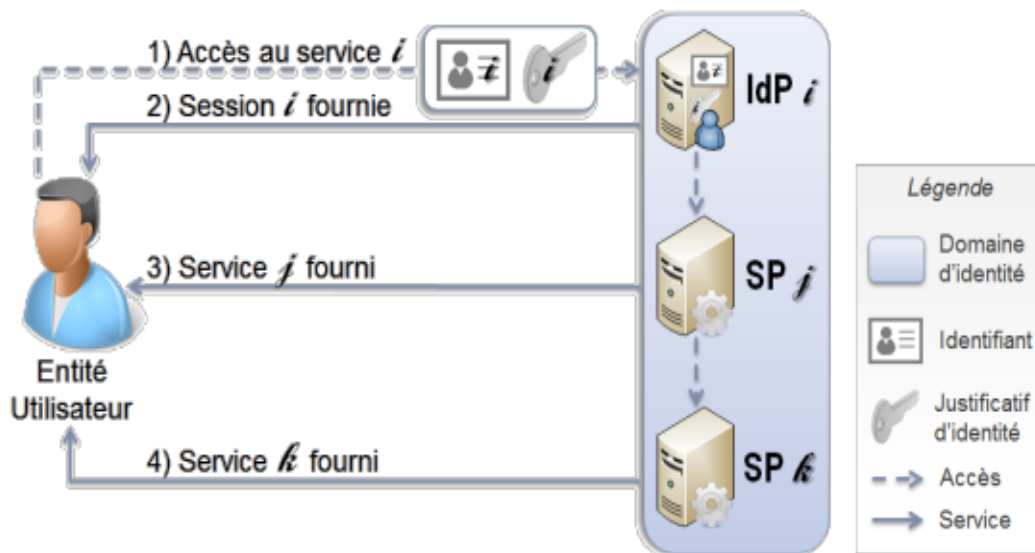 1) Accès au service i
i
i
2) Session i fournie
i
i
IdP i
3) Service j fourni
SP j
Entité
Utilisateur
4) Service k fourni
SP k
Légende
Domaine
d'identité
Identifiant
Justificatif
d'identité
Accès
Service